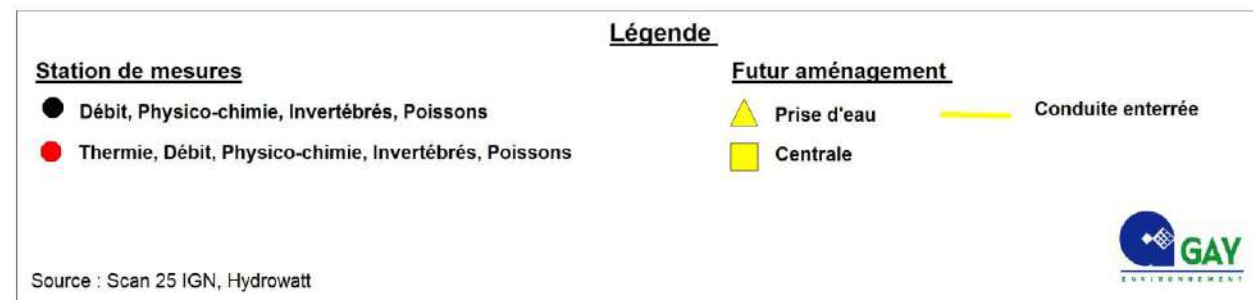 Légende
Station de mesures
Débit, Physico-chimie, Invertébrés, Poissons
Thermie, Débit, Physico-chimie, Invertébrés, Poissons
Futur aménagement
Prise d'eau
Conduite enterrée
Centrale
Source : Scan 25 IGN, Hydrowatt
GAY
ENVIRONNEMENT